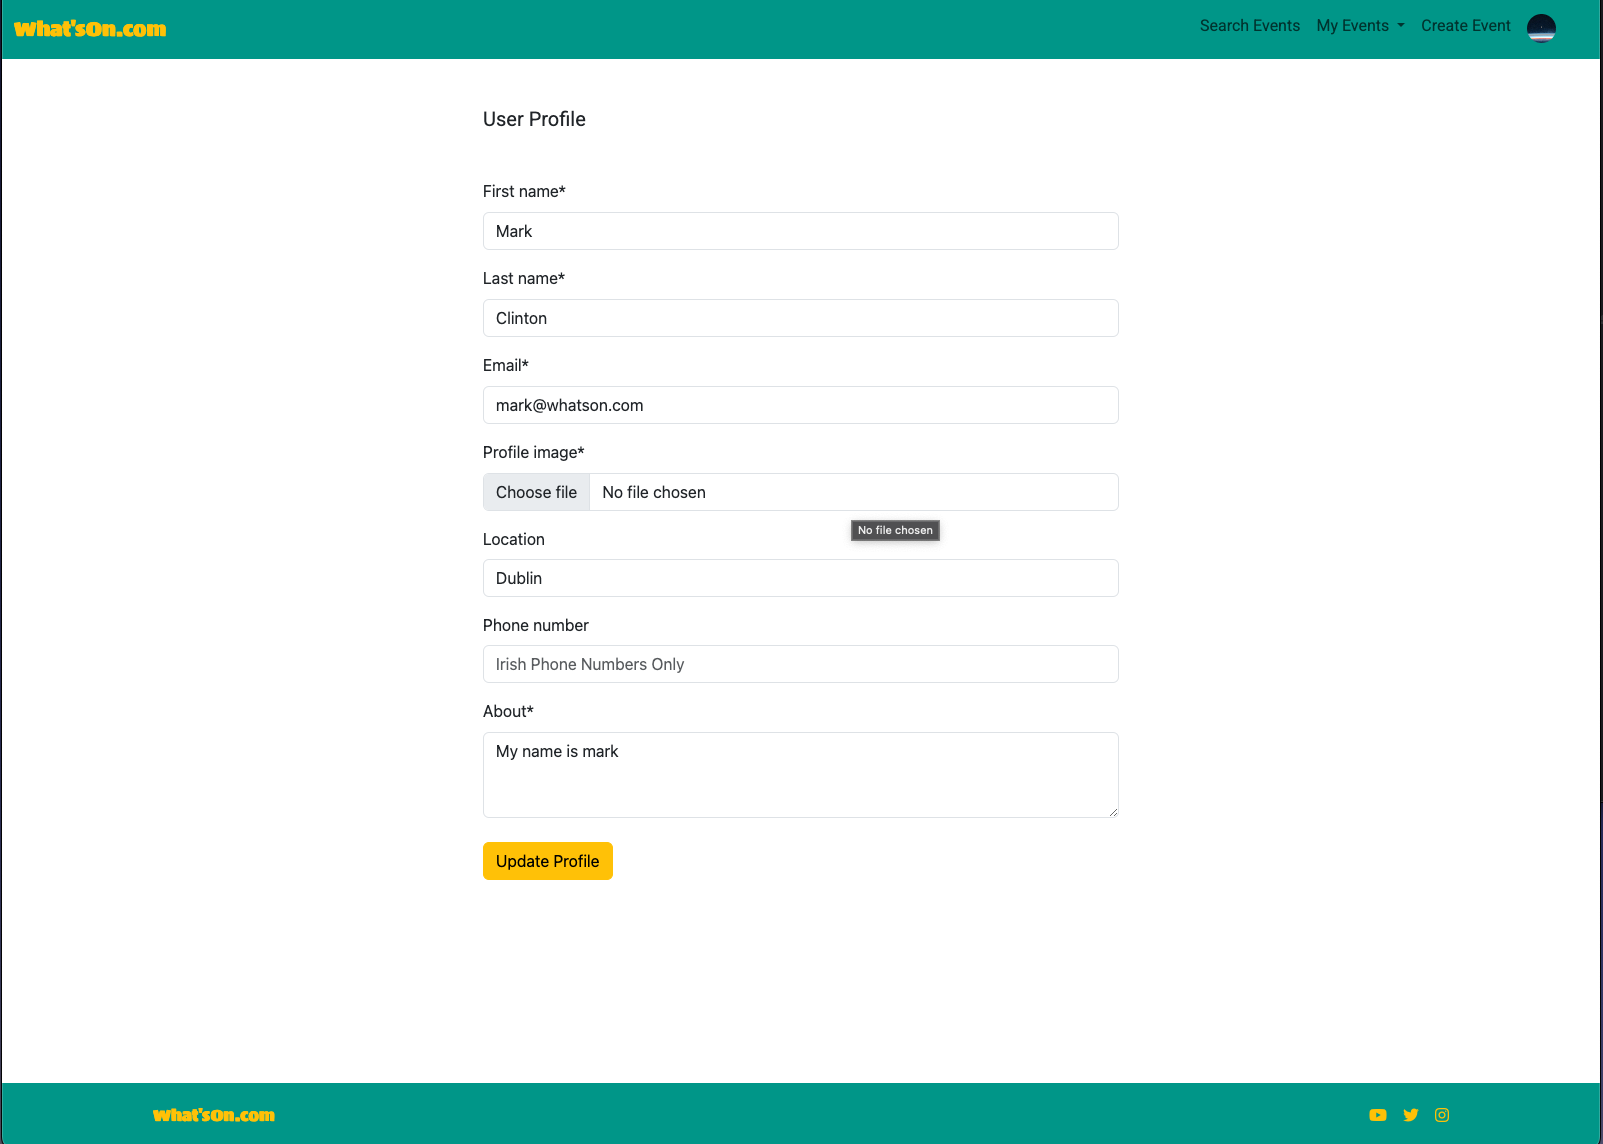 What'sOn.com
Search Events My Events Create Event
User Profile
First name*
Mark
Last name*
Clinton
Email*
mark@whatson.com
Profile image*
Choose file No file chosen
No file chosen
Location
Dublin
Phone number
Irish Phone Numbers Only
About*
My name is mark
Update Profile
What'sOn.com